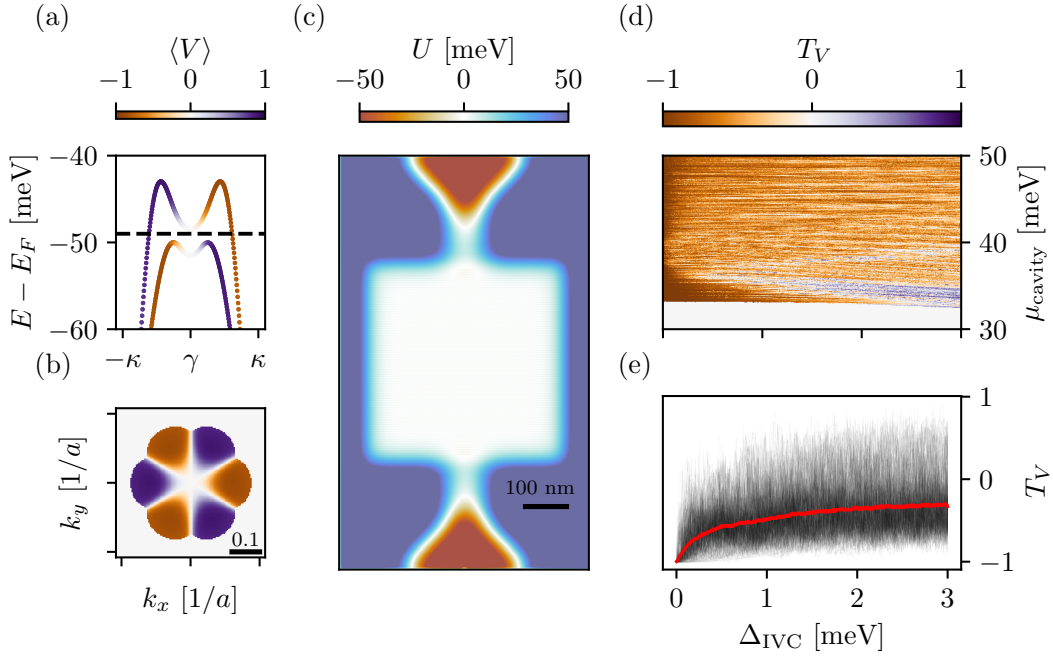 (a)
⟨V⟩
−1 0 1
E − E_F [meV]
−40
−50
−60
−κ γ κ
(b)
k_y [1/a]
0.1
k_x [1/a]
(c)
U [meV]
−50 0 50
100 nm
(d)
T_V
−1 0 1
50
40
30
μ_cavity [meV]
(e)
1
0
−1
T_V
0 1 2 3
Δ_IVC [meV]